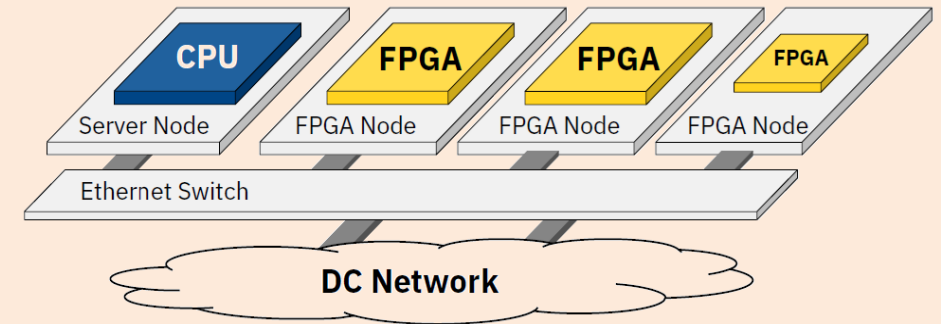 CPU
FPGA
FPGA
FPGA
Server Node
FPGA Node
FPGA Node
FPGA Node
Ethernet Switch
DC Network